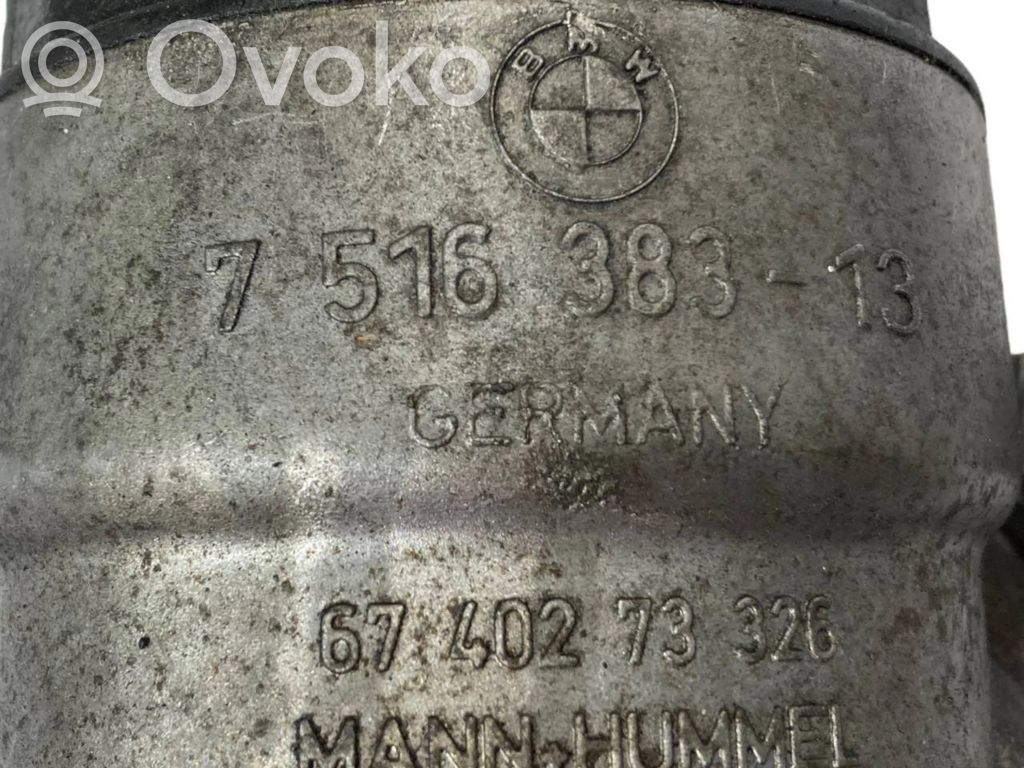 Ovoko
BMW
7 516 383-13
GERMANY
67 402 73 326
MANN+HUMMEL